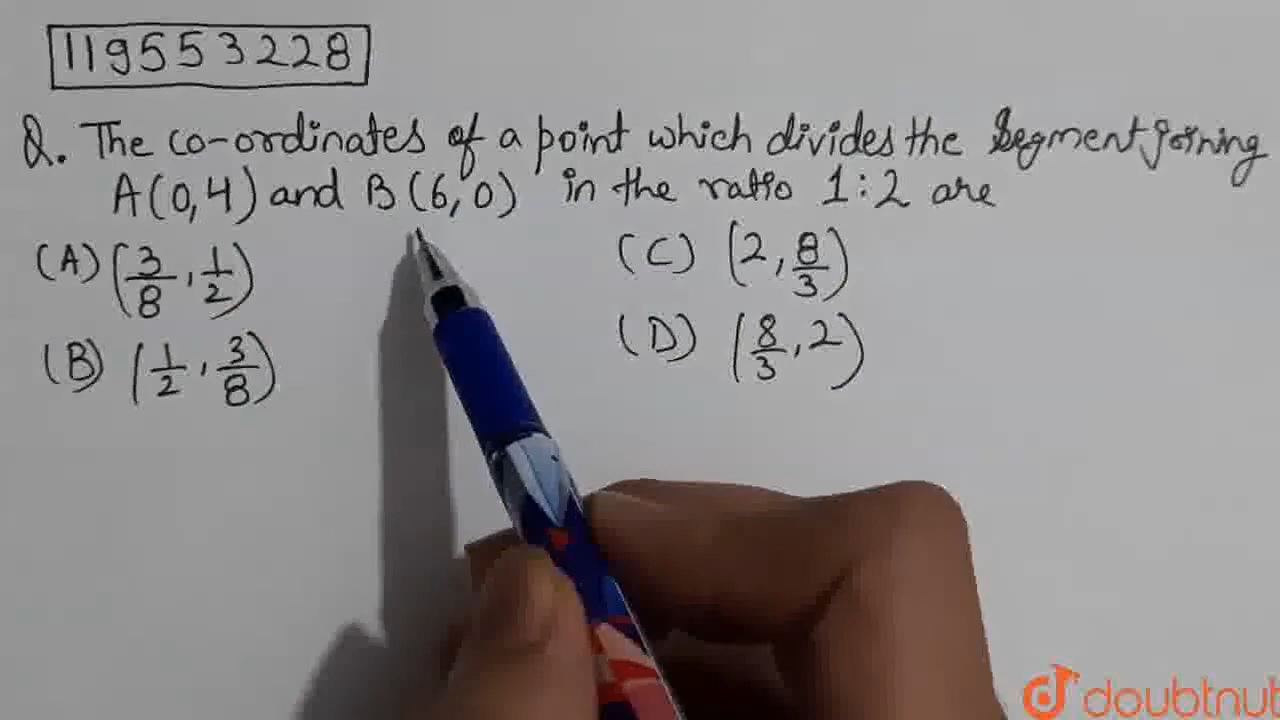 119553228
Q. The co-ordinates of a point which divides the Segment joining
A(0,4) and B(6,0) in the ratio 1:2 are
(A) (3/8, 1/2) (C) (2, 8/3)
(B) (1/2, 3/8) (D) (8/3, 2)
doubtnut